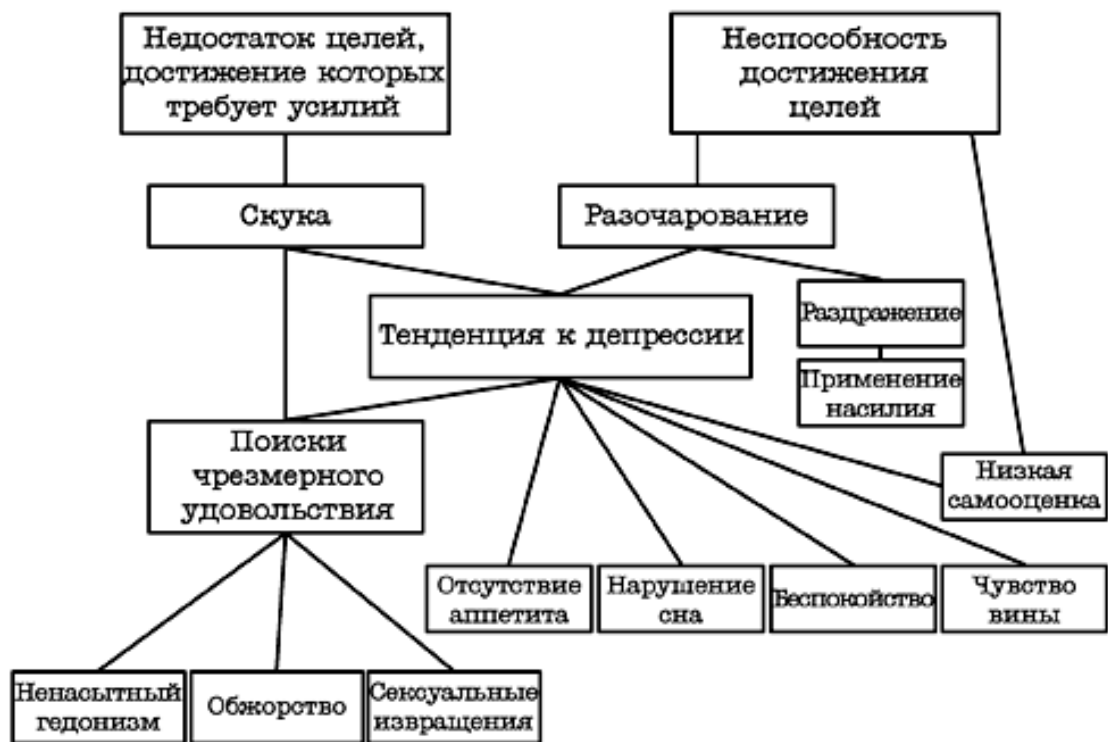 Недостаток целей,
достижение которых
требует усилий
Неспособность
достижения
целей
Скука
Разочарование
Тенденция к депрессии
Раздражение
Применение
насилия
Поиски
чрезмерного
удовольствия
Низкая
самооценка
Отсутствие
аппетита
Нарушение
сна
Беспокойство
Чувство
вины
Ненасытный
гедонизм
Обжорство
Сексуальные
извращения